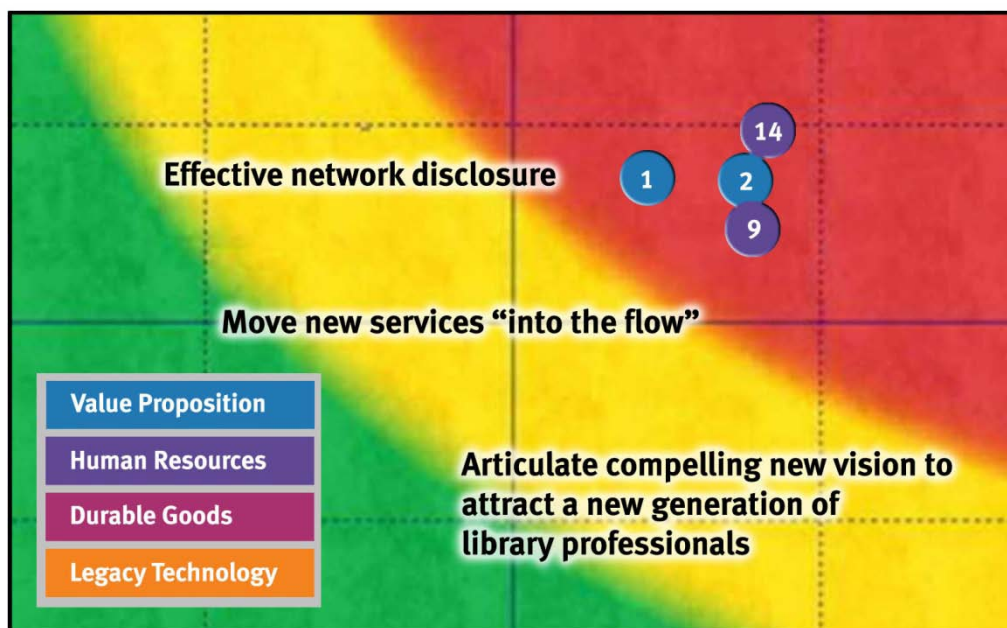 14
Effective network disclosure
1
2
9
Move new services “into the flow”
Value Proposition
Human Resources
Durable Goods
Legacy Technology
Articulate compelling new vision to
attract a new generation of
library professionals